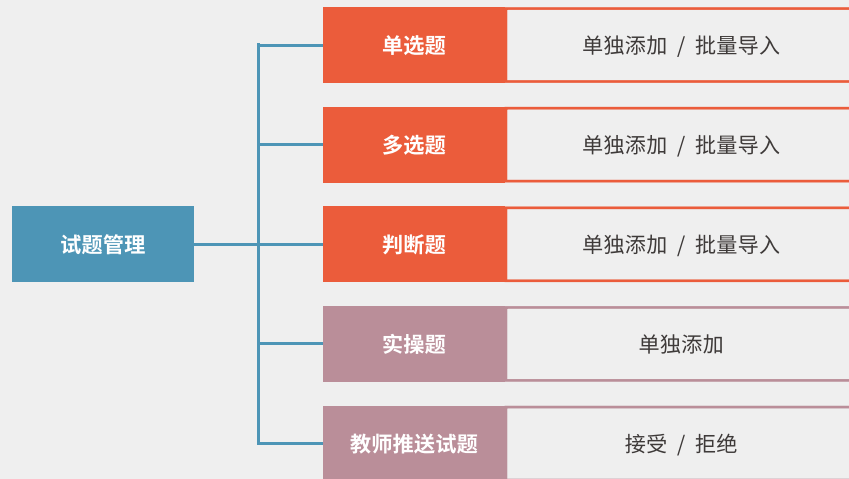 单选题 单独添加 / 批量导入
多选题 单独添加 / 批量导入
试题管理 判断题 单独添加 / 批量导入
实操题 单独添加
教师推送试题 接受 / 拒绝